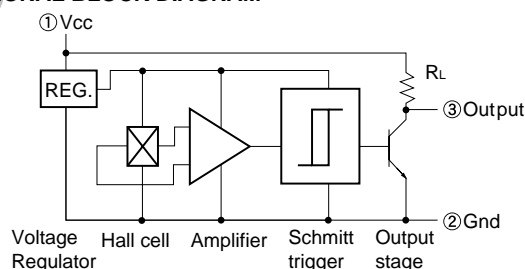 ①Vcc
REG.
RL
③Output
②Gnd
Voltage Regulator
Hall cell
Amplifier
Schmitt trigger
Output stage